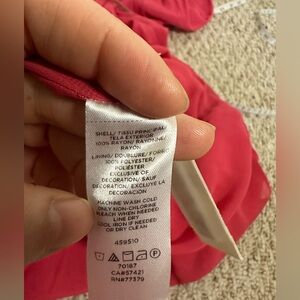 SHELL/ TISSU PRINCIPAL/
TELA EXTERIOR
100% RAYON/RAYONNE/
RAYON
LINING/ DOUBLURE/ FORRO
100% POLYESTER/
POLIÉSTER
EXCLUSIVE OF
DECORATION/ SAUF
DÉCORATION/ EXCLUYE LA
DECORACIÓN
MACHINE WASH COLD
ONLY NON-CHLORINE
BLEACH WHEN NEEDED
LINE DRY
COOL IRON IF NEEDED
OR DRY CLEAN
459510
70187
CA#57421
RN#77379